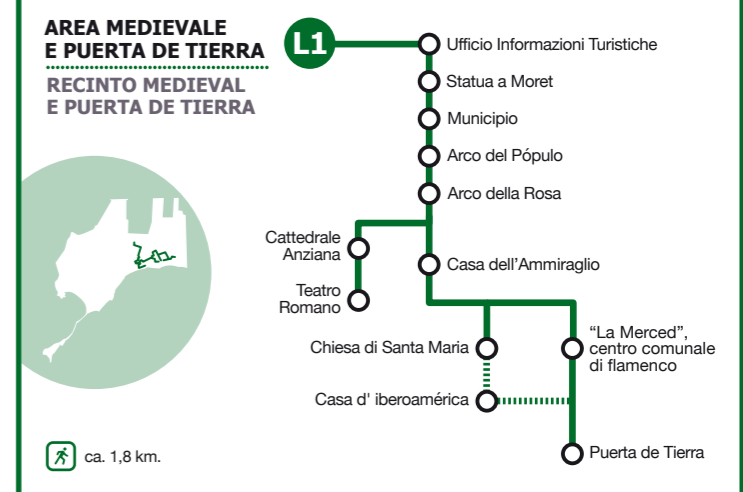 AREA MEDIEVALE
E PUERTA DE TIERRA
RECINTO MEDIEVAL
E PUERTA DE TIERRA
L1
Ufficio Informazioni Turistiche
Statua a Moret
Municipio
Arco del Pópulo
Arco della Rosa
Cattedrale
Anziana
Teatro
Romano
Casa dell'Ammiraglio
Chiesa di Santa Maria
“La Merced”,
centro comunale
di flamenco
Casa d' iberoamérica
Puerta de Tierra
ca. 1,8 km.